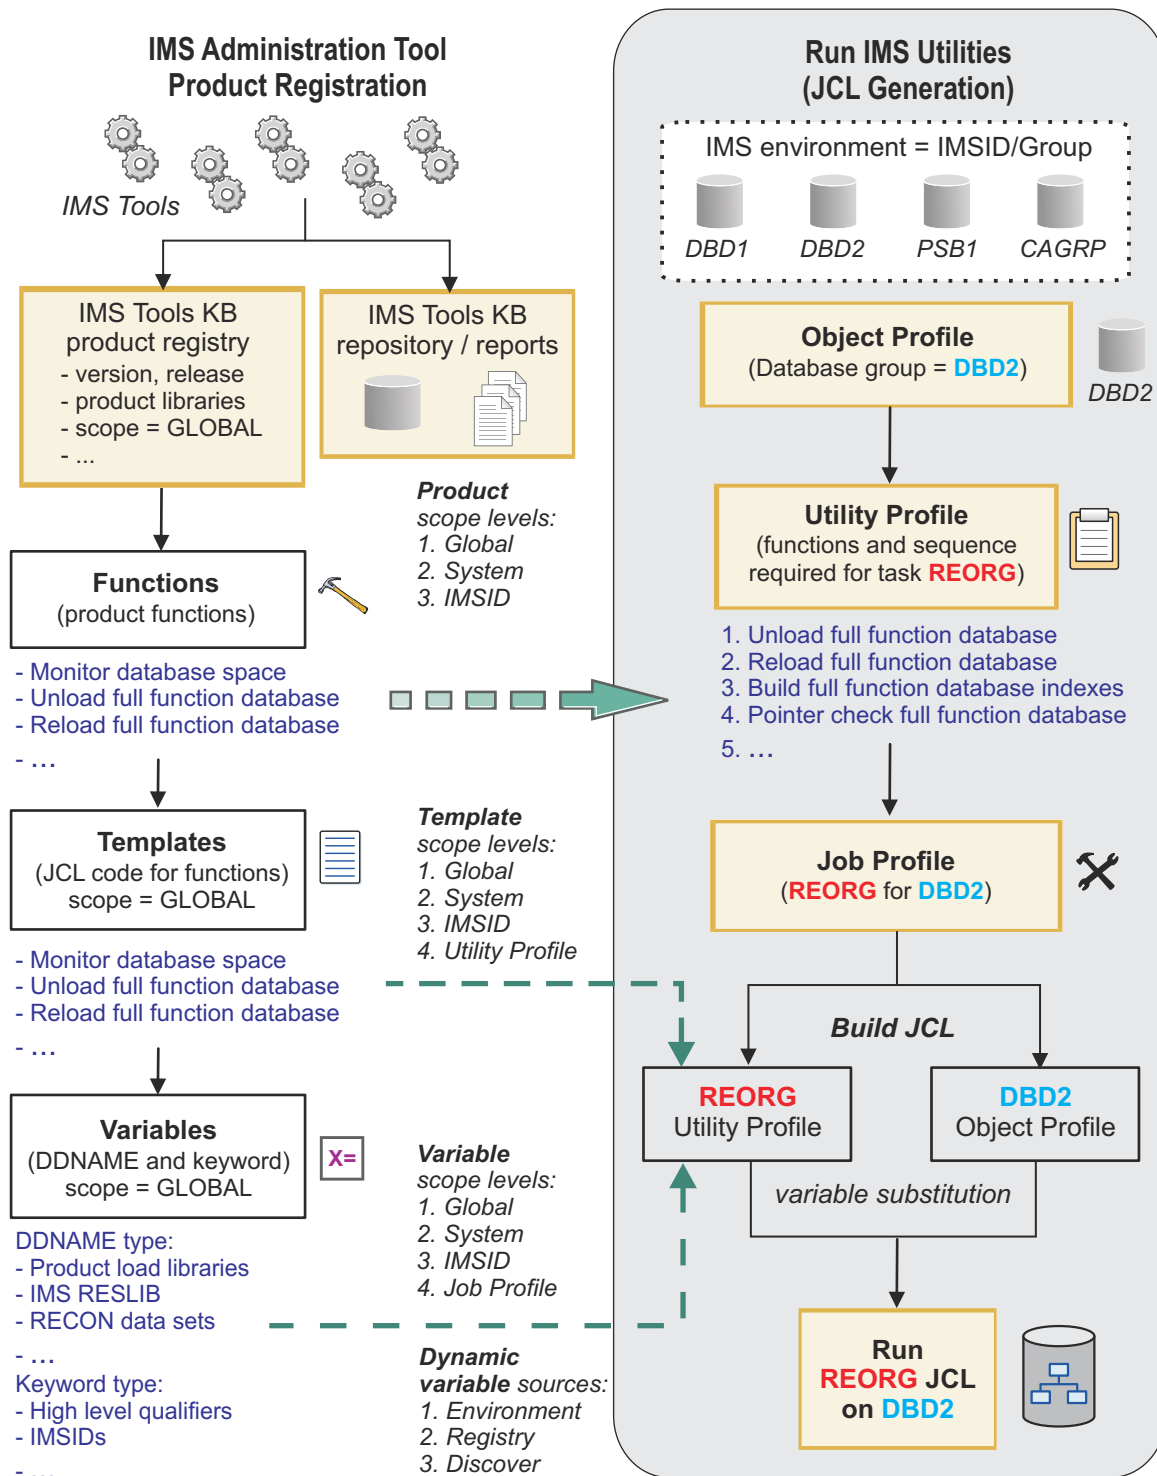 IMS Administration Tool
Product Registration
IMS Tools
IMS Tools KB
product registry
- version, release
- product libraries
- scope = GLOBAL
- ...
IMS Tools KB
repository / reports
Product
scope levels:
1. Global
2. System
3. IMSID
Functions
(product functions)
- Monitor database space
- Unload full function database
- Reload full function database
- ...
Templates
(JCL code for functions)
scope = GLOBAL
Template
scope levels:
1. Global
2. System
3. IMSID
4. Utility Profile
- Monitor database space
- Unload full function database
- Reload full function database
- ...
Variables
(DDNAME and keyword)
scope = GLOBAL
X=
Variable
scope levels:
1. Global
2. System
3. IMSID
4. Job Profile
DDNAME type:
- Product load libraries
- IMS RESLIB
- RECON data sets
- ...
Keyword type:
- High level qualifiers
- IMSIDs
- ...
Dynamic
variable sources:
1. Environment
2. Registry
3. Discover
Run IMS Utilities
(JCL Generation)
IMS environment = IMSID/Group
DBD1
DBD2
PSB1
CAGRP
Object Profile
(Database group = DBD2)
DBD2
Utility Profile
(functions and sequence
required for task REORG)
1. Unload full function database
2. Reload full function database
3. Build full function database indexes
4. Pointer check full function database
5. ...
Job Profile
(REORG for DBD2)
Build JCL
REORG
Utility Profile
DBD2
Object Profile
variable substitution
Run
REORG JCL
on DBD2